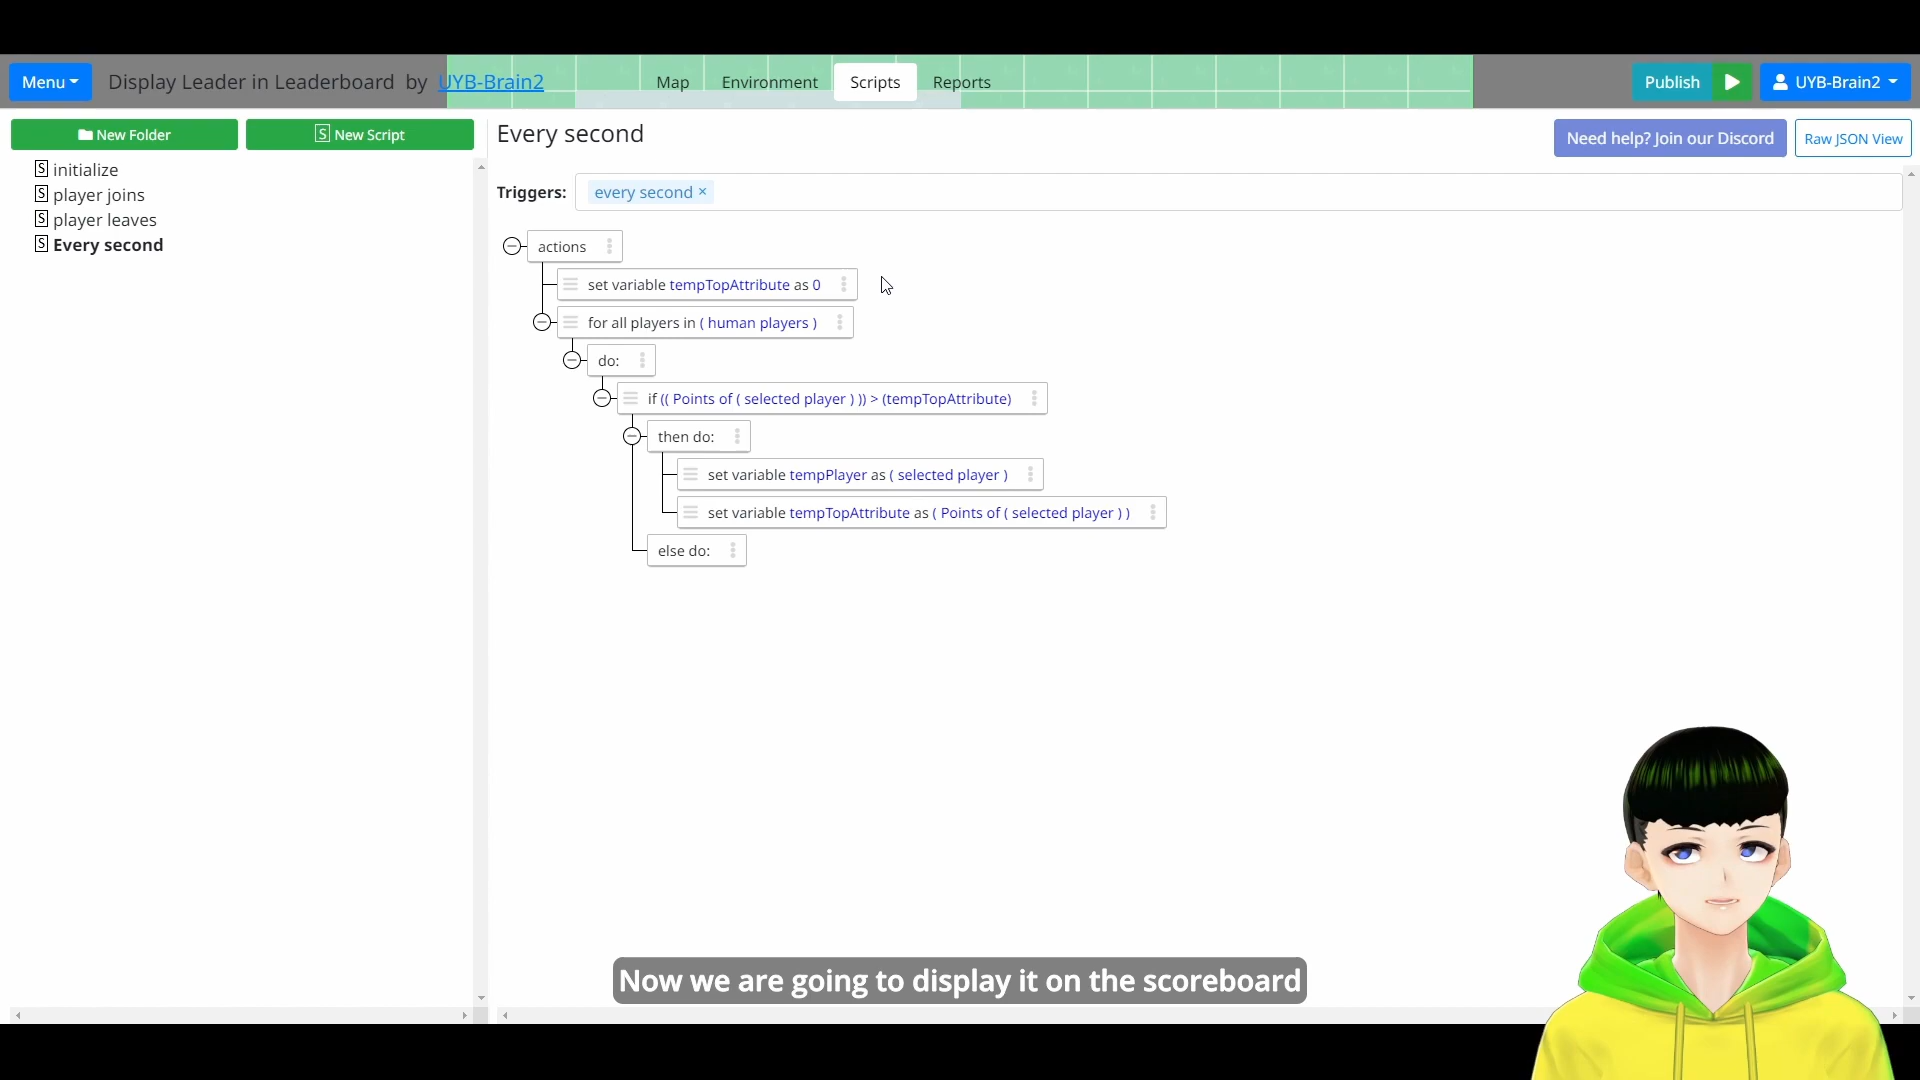 Menu Display Leader in Leaderboard by UYB-Brain2 Map Environment Scripts Reports Publish UYB-Brain2
New Folder S New Script
Every second
Need help? Join our Discord Raw JSON View
S initialize
S player joins
S player leaves
S Every second
Triggers: every second ×
actions
set variable tempTopAttribute as 0
for all players in ( human players )
do:
if (( Points of ( selected player ) )) > (tempTopAttribute)
then do:
set variable tempPlayer as ( selected player )
set variable tempTopAttribute as ( Points of ( selected player ) )
else do:
Now we are going to display it on the scoreboard